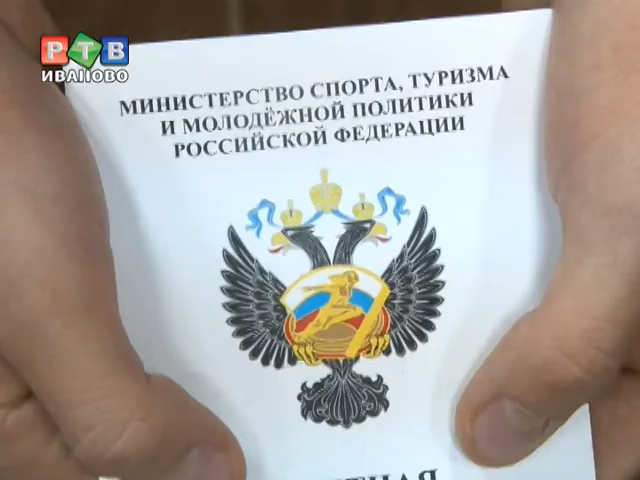 РТВ
ИВАНОВО
МИНИСТЕРСТВО СПОРТА, ТУРИЗМА
И МОЛОДЁЖНОЙ ПОЛИТИКИ
РОССИЙСКОЙ ФЕДЕРАЦИИ